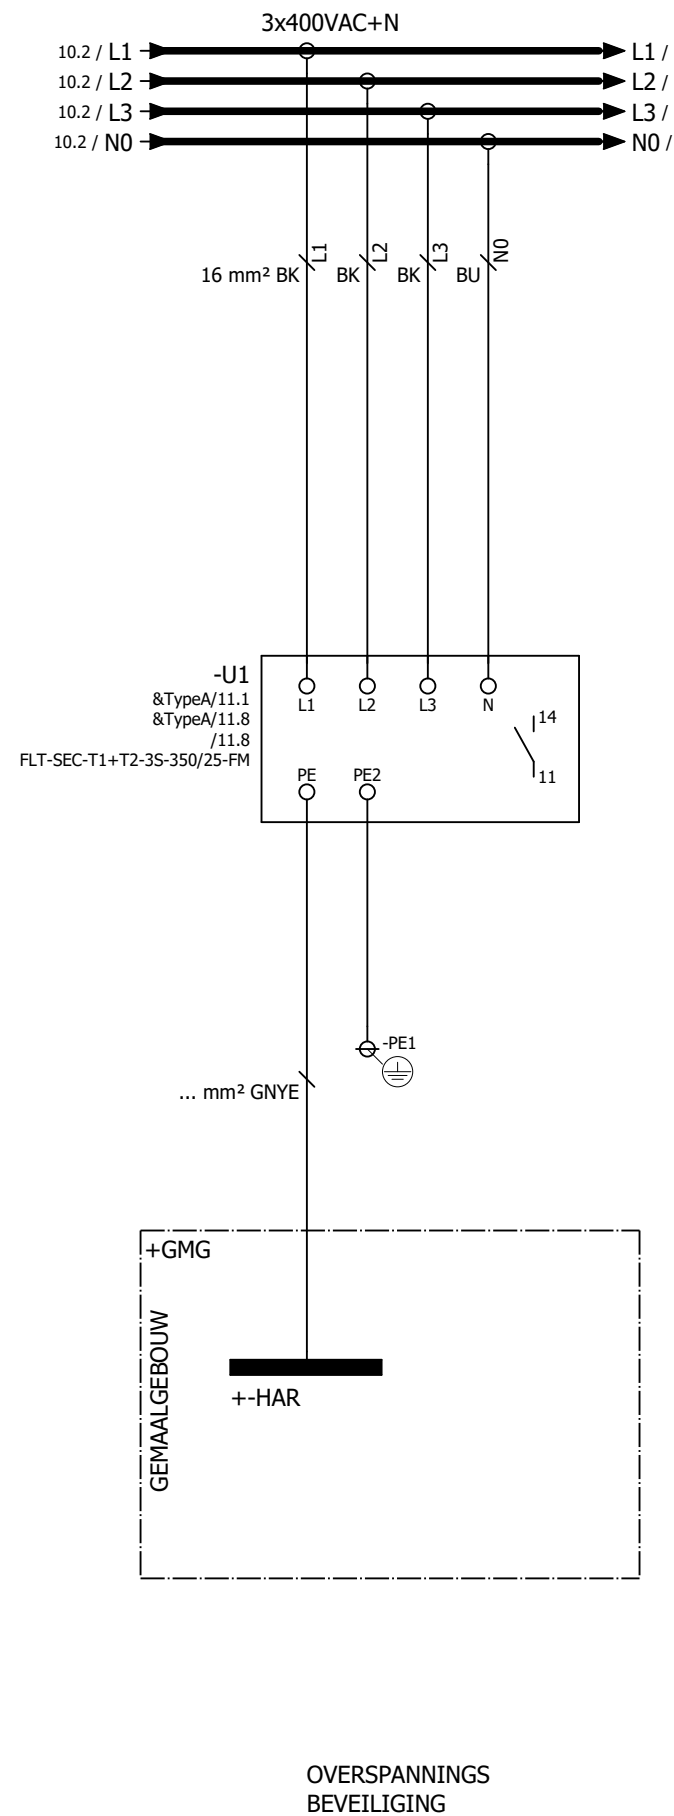 3x400VAC+N
10.2 / L1 L1 /
10.2 / L2 L2 /
10.2 / L3 L3 /
10.2 / N0 N0 /
L1 L2 L3 N0
16 mm² BK BK BK BU
-U1
&TypeA/11.1
&TypeA/11.8
/11.8
FLT-SEC-T1+T2-3S-350/25-FM
L1 L2 L3 N
14
11
PE PE2
-PE1
... mm² GNYE
+GMG
GEMAALGEBOUW
+-HAR
OVERSPANNINGS
BEVEILIGING